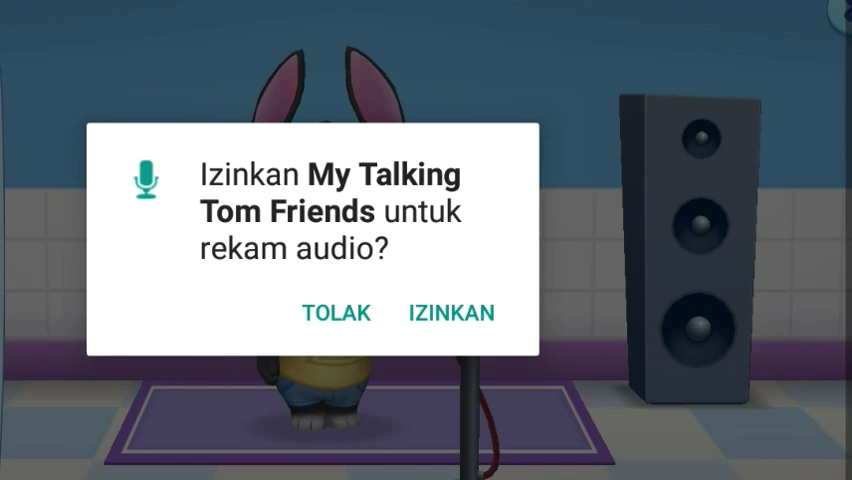 Izinkan My Talking
Tom Friends untuk
rekam audio?
TOLAK IZINKAN